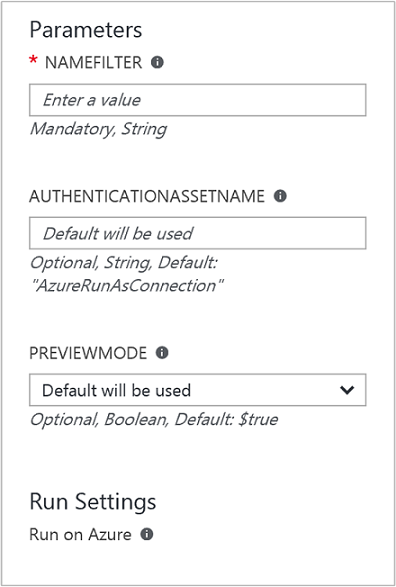 Parameters
* NAMEFILTER
Enter a value
Mandatory, String
AUTHENTICATIONASSETNAME
Default will be used
Optional, String, Default:
"AzureRunAsConnection"
PREVIEWMODE
Default will be used
Optional, Boolean, Default: $true
Run Settings
Run on Azure